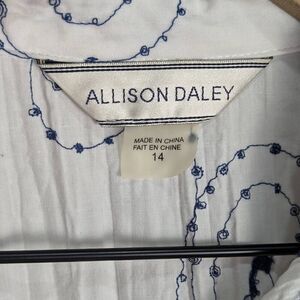 ALLISON DALEY
MADE IN CHINA
FAIT EN CHINE
14